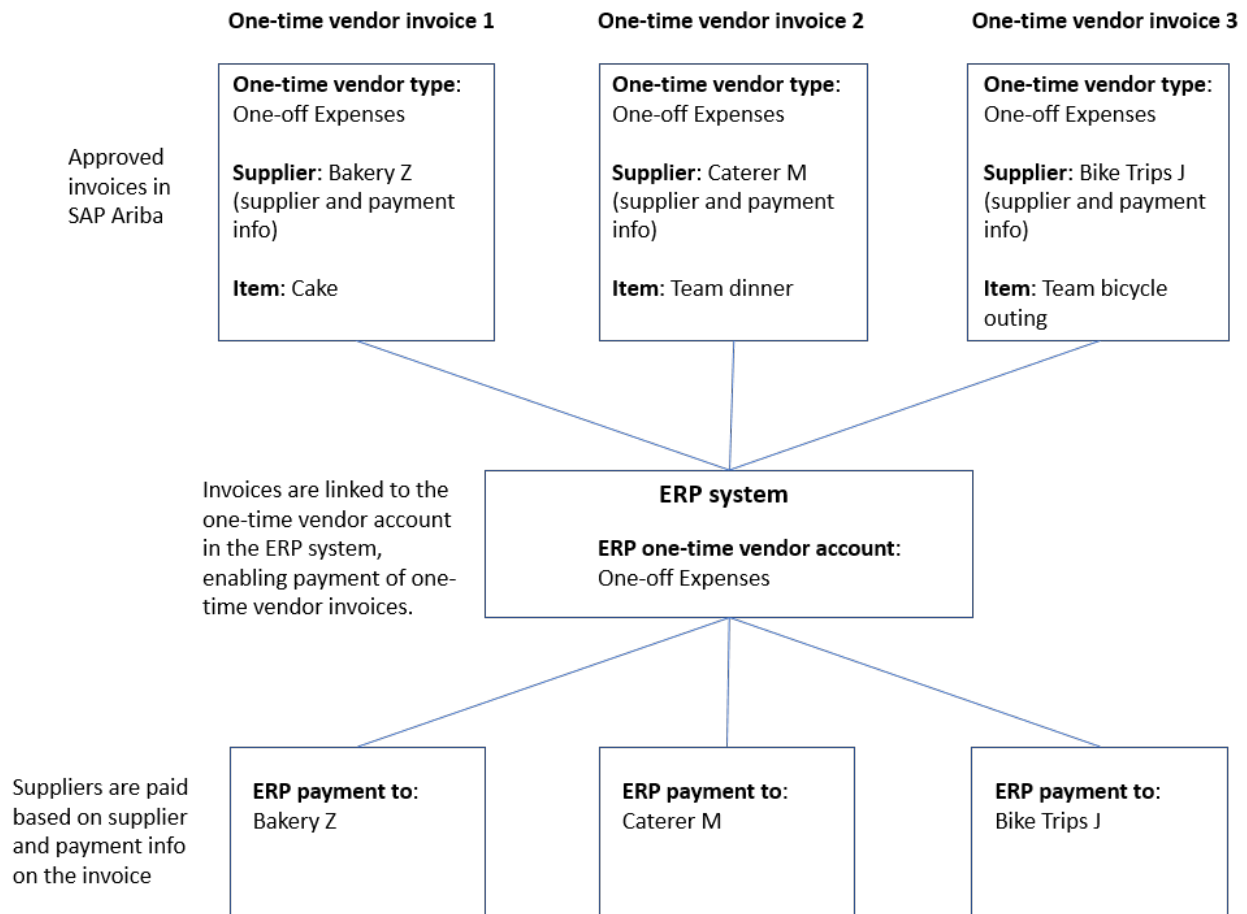 One-time vendor invoice 1
One-time vendor invoice 2
One-time vendor invoice 3
Approved
invoices in
SAP Ariba
One-time vendor type:
One-off Expenses
Supplier: Bakery Z
(supplier and payment
info)
Item: Cake
One-time vendor type:
One-off Expenses
Supplier: Caterer M
(supplier and payment
info)
Item: Team dinner
One-time vendor type:
One-off Expenses
Supplier: Bike Trips J
(supplier and payment
info)
Item: Team bicycle
outing
Invoices are linked to the
one-time vendor account
in the ERP system,
enabling payment of one-
time vendor invoices.
ERP system
ERP one-time vendor account:
One-off Expenses
Suppliers are paid
based on supplier
and payment info
on the invoice
ERP payment to:
Bakery Z
ERP payment to:
Caterer M
ERP payment to:
Bike Trips J